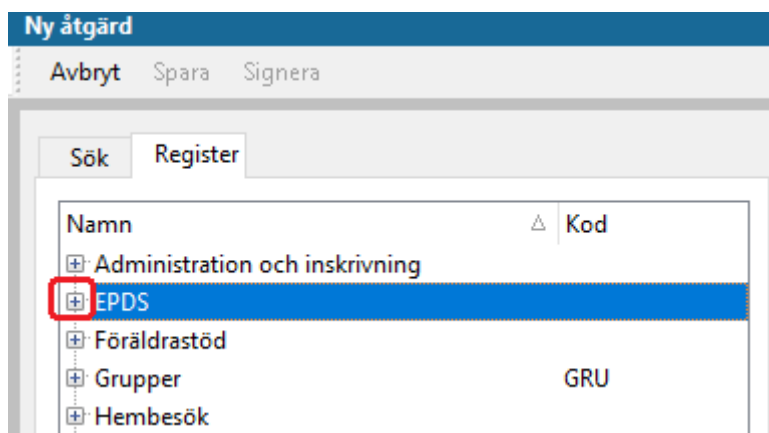 Ny åtgärd
Avbryt Spara Signera
Sök Register
Namn Kod
Administration och inskrivning
EPDS
Föräldrastöd
Grupper GRU
Hembesök